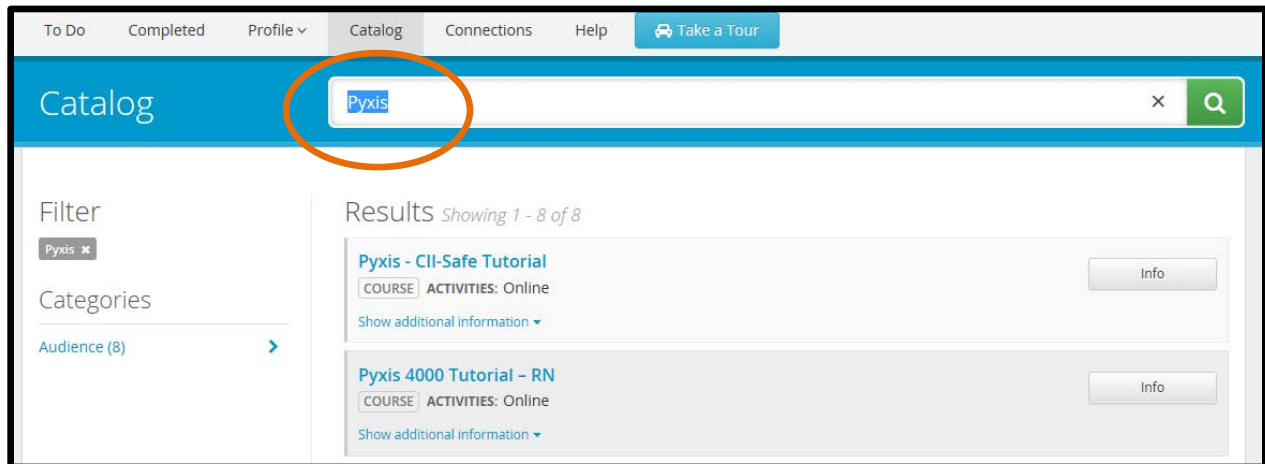 To Do Completed Profile Catalog Connections Help Take a Tour
Catalog Pyxis
Filter
Pyxis
Categories
Audience (8)
Results Showing 1 - 8 of 8
Pyxis - CII-Safe Tutorial
COURSE ACTIVITIES: Online
Info
Show additional information
Pyxis 4000 Tutorial – RN
COURSE ACTIVITIES: Online
Info
Show additional information